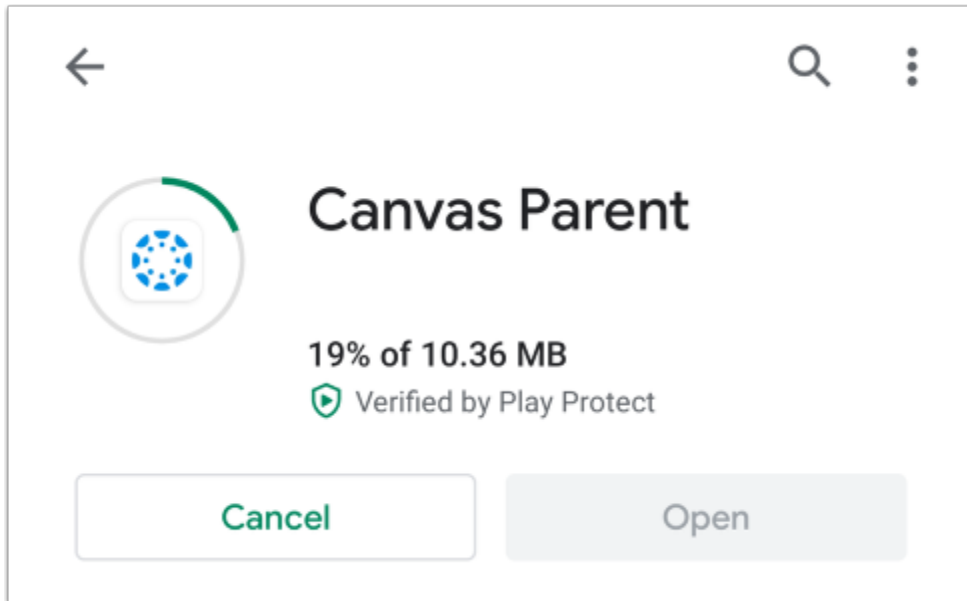 Canvas Parent
19% of 10.36 MB
Verified by Play Protect
Cancel
Open